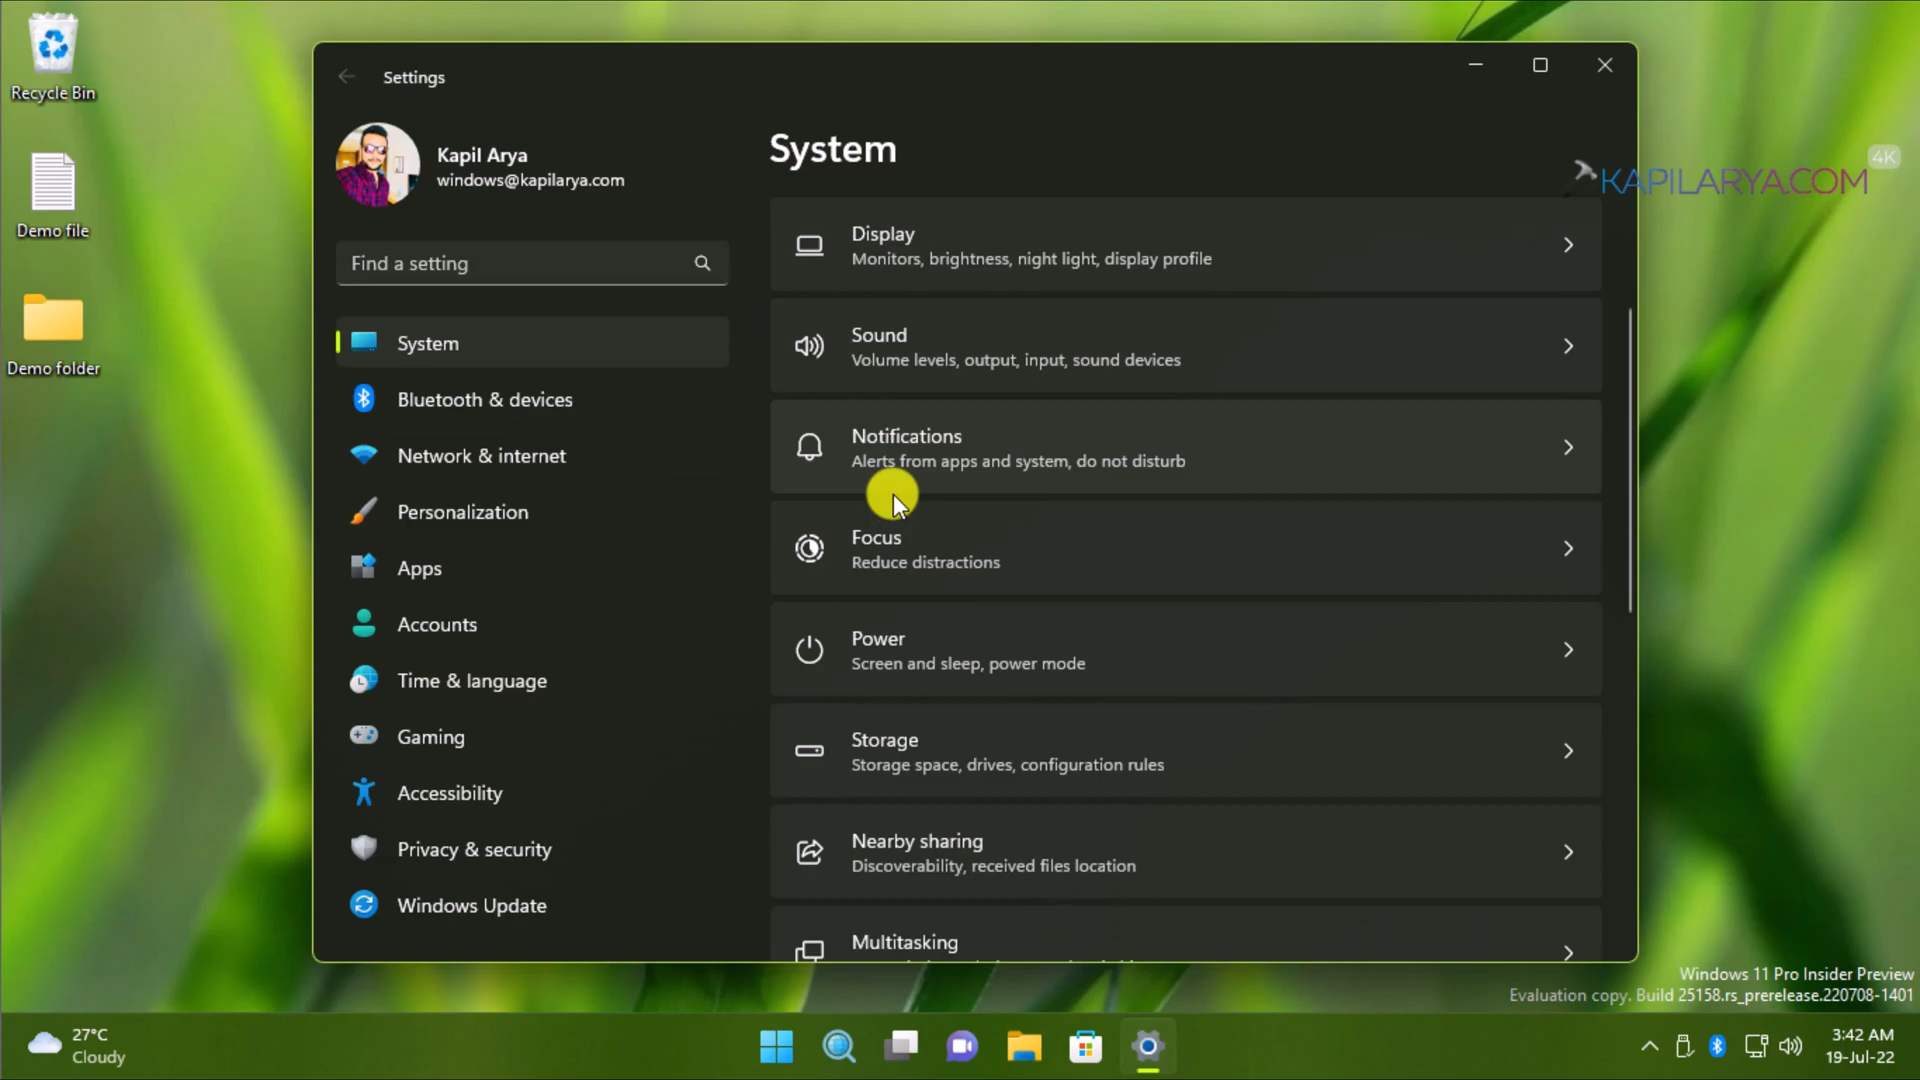 Recycle Bin
Demo file
Demo folder
Settings
Kapil Arya
windows@kapilarya.com
Find a setting
System
Bluetooth & devices
Network & internet
Personalization
Apps
Accounts
Time & language
Gaming
Accessibility
Privacy & security
Windows Update
System
4K
KAPILARYA.COM
Display
Monitors, brightness, night light, display profile
Sound
Volume levels, output, input, sound devices
Notifications
Alerts from apps and system, do not disturb
Focus
Reduce distractions
Power
Screen and sleep, power mode
Storage
Storage space, drives, configuration rules
Nearby sharing
Discoverability, received files location
Multitasking
Windows 11 Pro Insider Preview
Evaluation copy. Build 25158.rs_prerelease.220708-1401
27°C
Cloudy
3:42 AM
19-Jul-22